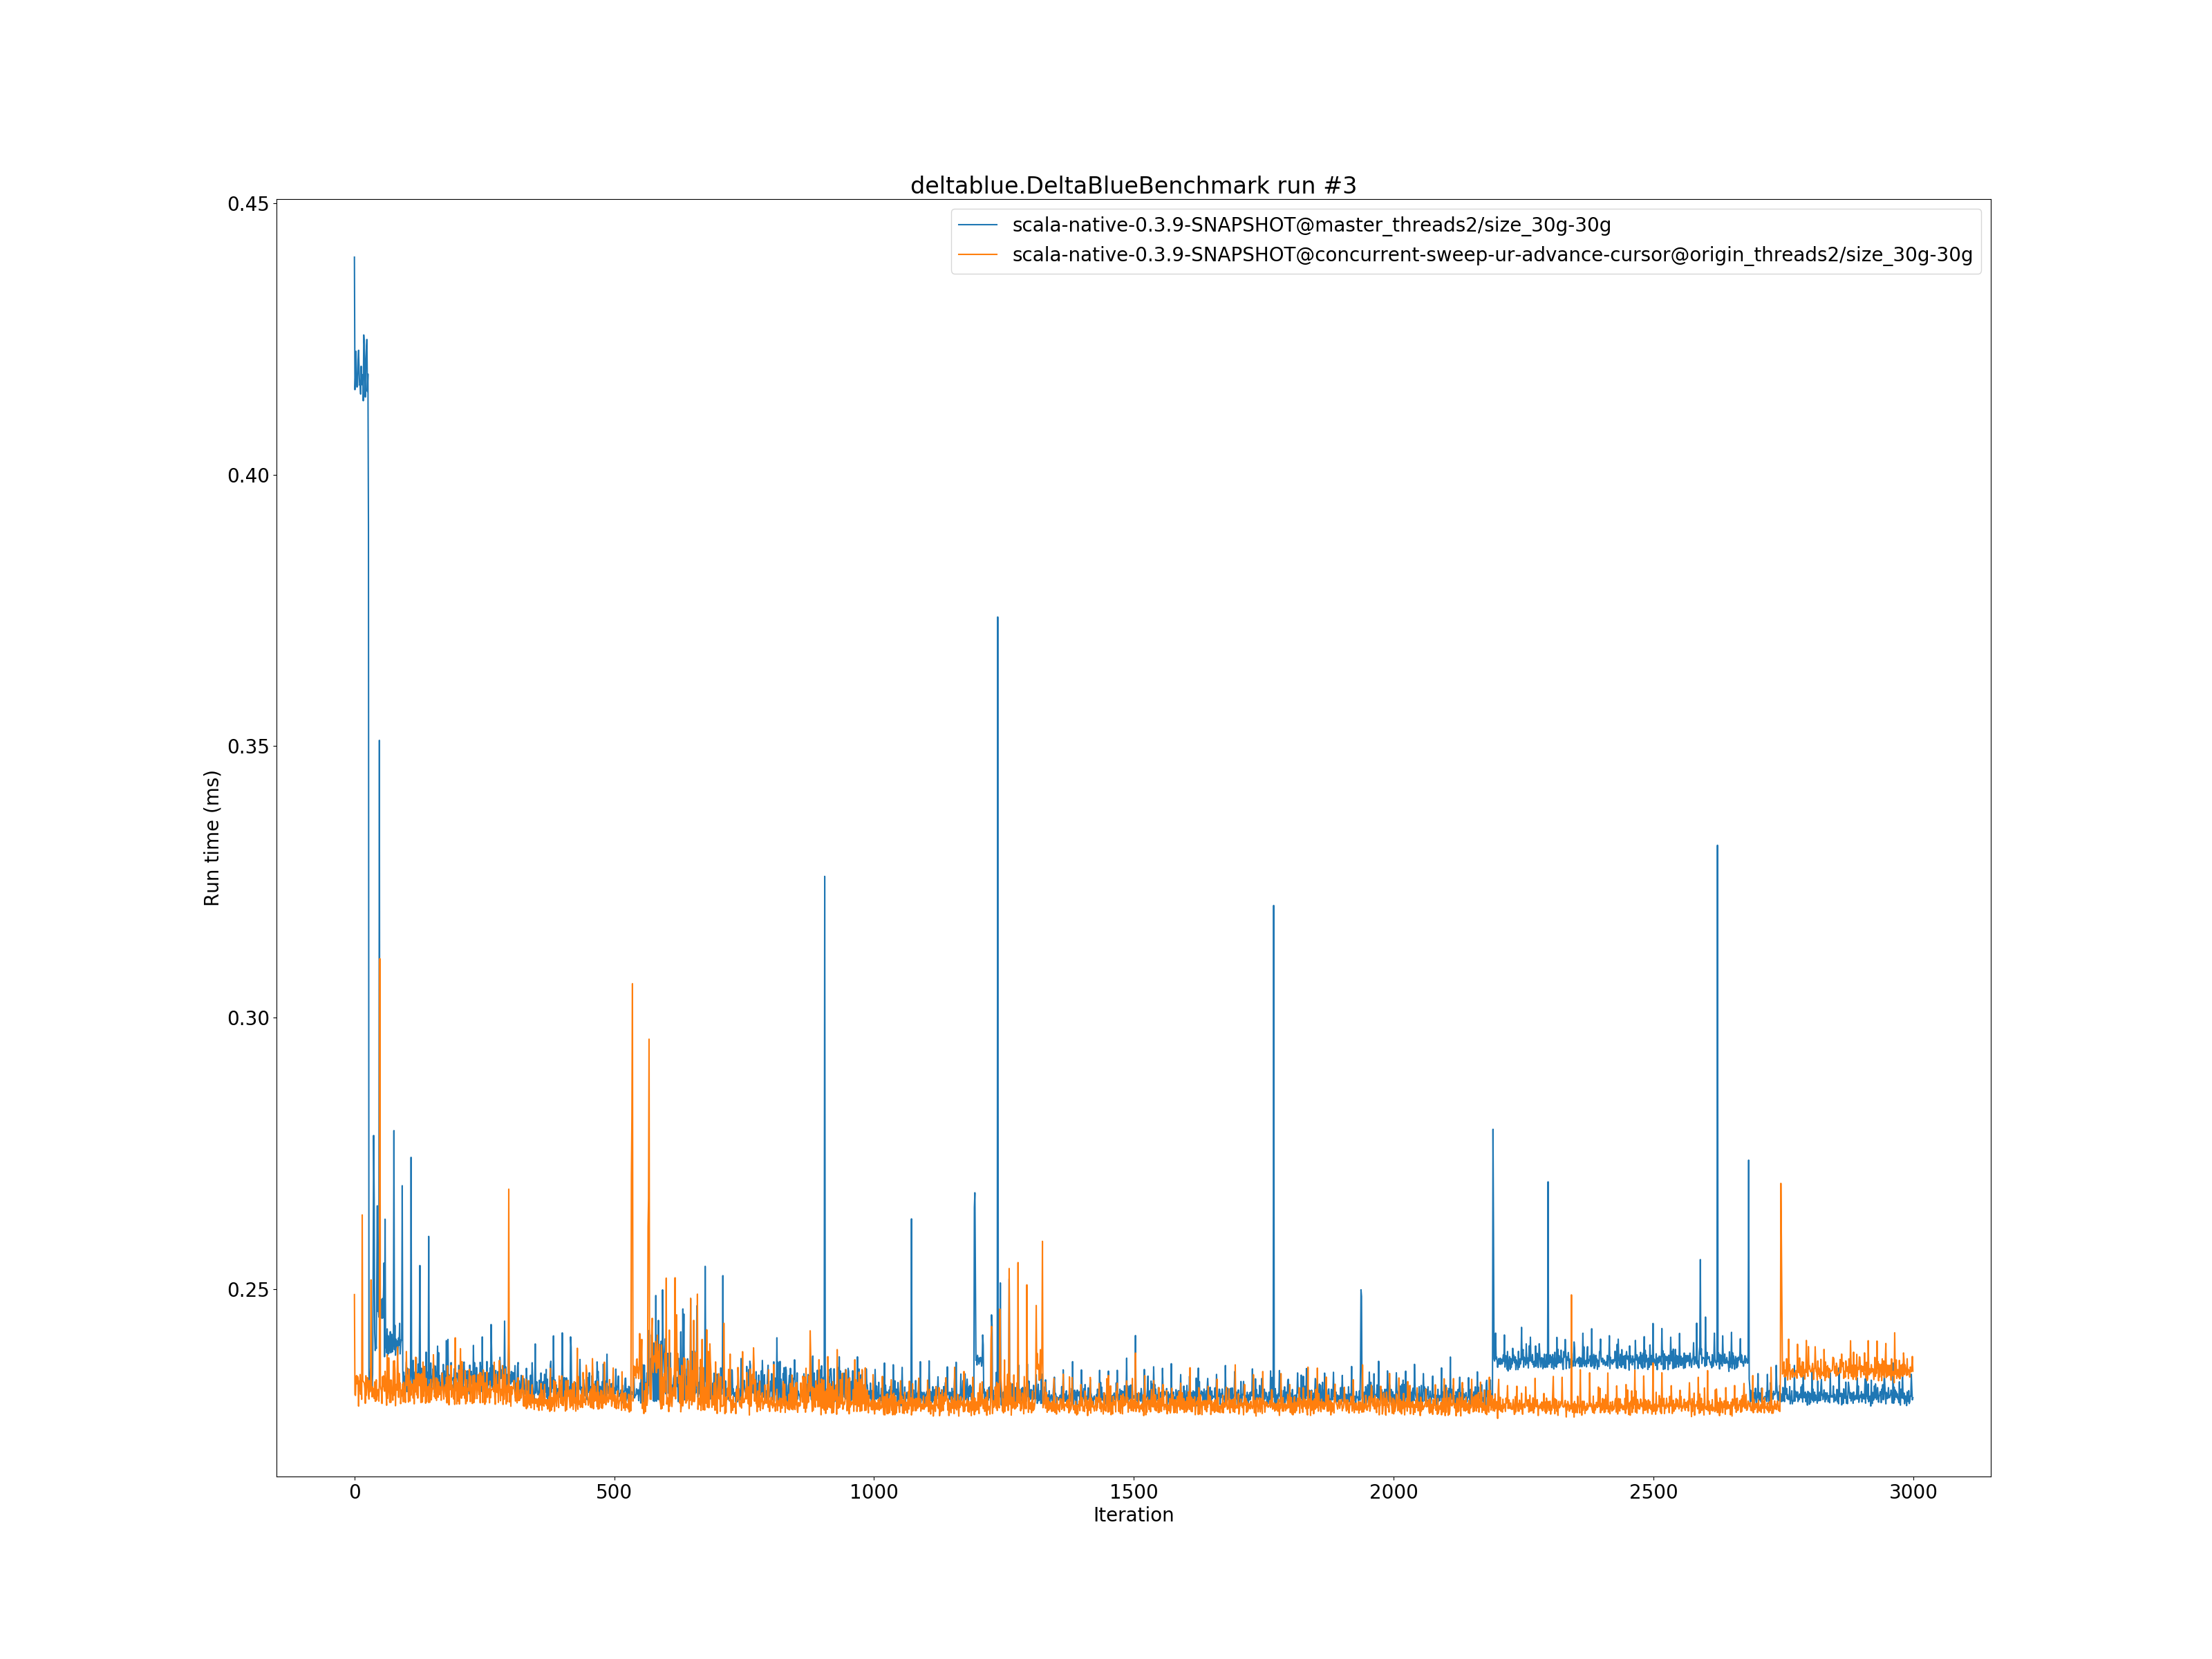 deltablue.DeltaBlueBenchmark run #3
scala-native-0.3.9-SNAPSHOT@master_threads2/size_30g-30g
scala-native-0.3.9-SNAPSHOT@concurrent-sweep-ur-advance-cursor@origin_threads2/size_30g-30g
0.45
0.40
0.35
0.30
0.25
Run time (ms)
0 500 1000 1500 2000 2500 3000
Iteration